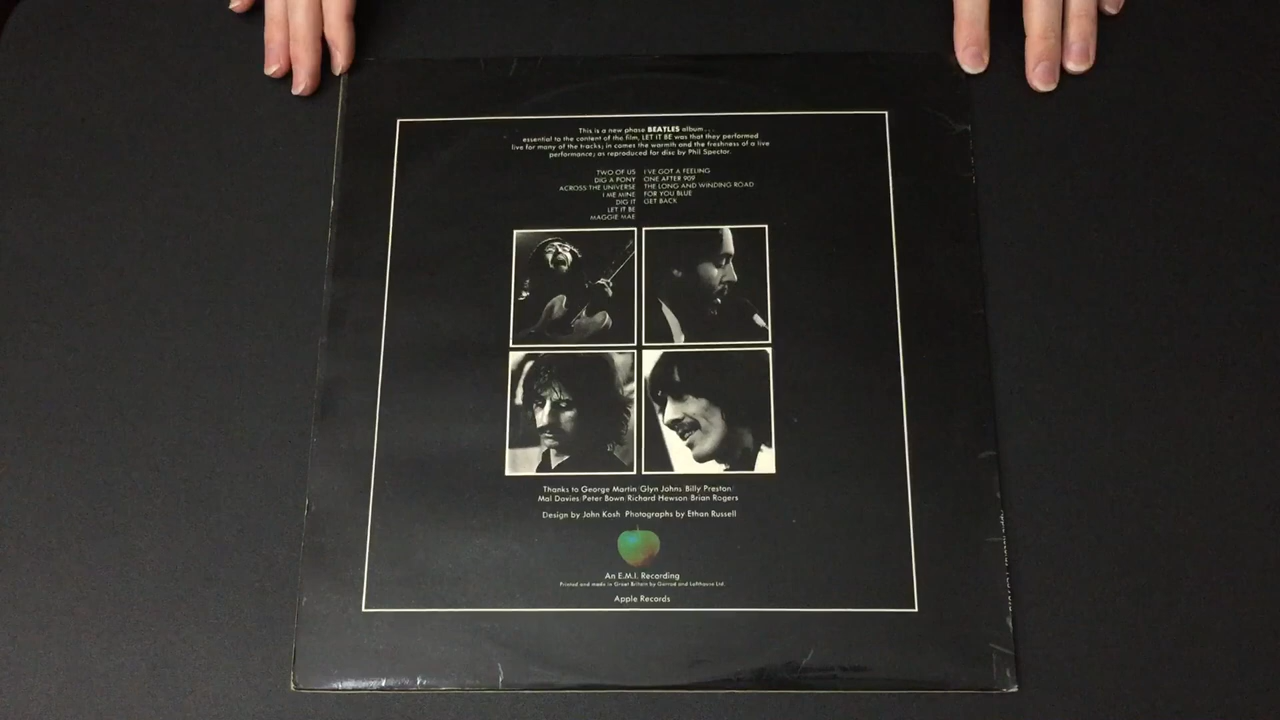 This is a new phase BEATLES album...
essential to the content of the film, LET IT BE was that they performed
live for many of the tracks; in comes the warmth and the freshness of a live
performance; as reproduced for disc by Phil Spector.
TWO OF US
DIG A PONY
ACROSS THE UNIVERSE
I ME MINE
DIG IT
LET IT BE
MAGGIE MAE
I'VE GOT A FEELING
ONE AFTER 909
THE LONG AND WINDING ROAD
FOR YOU BLUE
GET BACK
Thanks to George Martin/Glyn Johns/Billy Preston/
Mal Davies/Peter Bown/Richard Hewson/Brian Rogers
Design by John Kosh Photographs by Ethan Russell
An E.M.I. Recording
Printed and made in Great Britain by Garrod and Lofthouse Ltd.
Apple Records